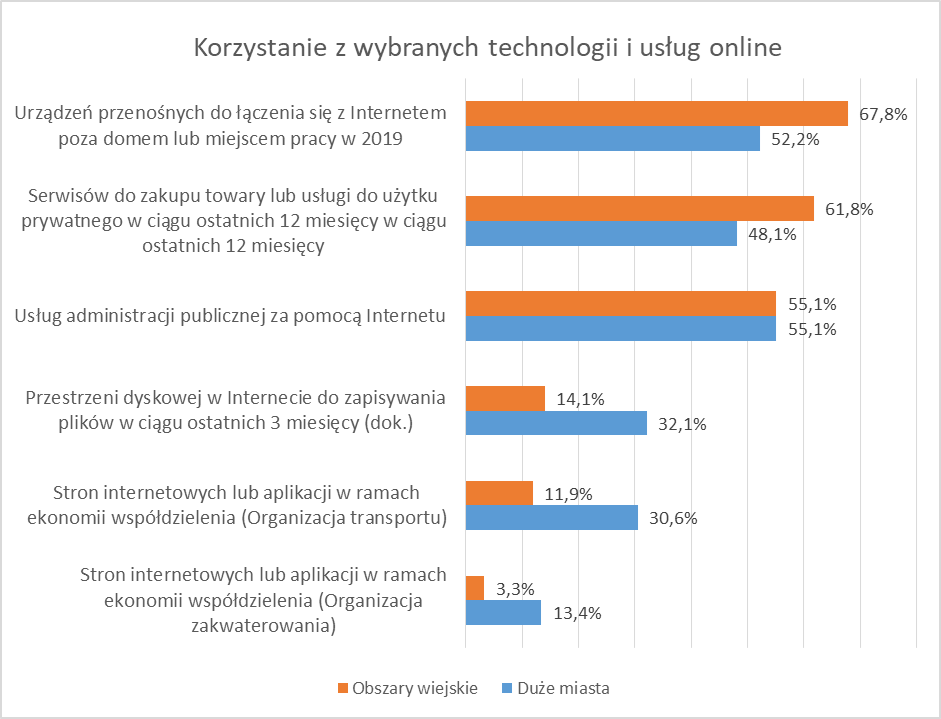 Korzystanie z wybranych technologii i usług online
Urządzeń przenośnych do łączenia się z Internetem
poza domem lub miejscem pracy w 2019
67,8%
52,2%
Serwisów do zakupu towary lub usługi do użytku
prywatnego w ciągu ostatnich 12 miesięcy w ciągu
ostatnich 12 miesięcy
61,8%
48,1%
Usług administracji publicznej za pomocą Internetu
55,1%
55,1%
Przestrzeni dyskowej w Internecie do zapisywania
plików w ciągu ostatnich 3 miesięcy (dok.)
14,1%
32,1%
Stron internetowych lub aplikacji w ramach
ekonomii współdzielenia (Organizacja transportu)
11,9%
30,6%
Stron internetowych lub aplikacji w ramach
ekonomii współdzielenia (Organizacja
zakwaterowania)
3,3%
13,4%
Obszary wiejskie
Duże miasta